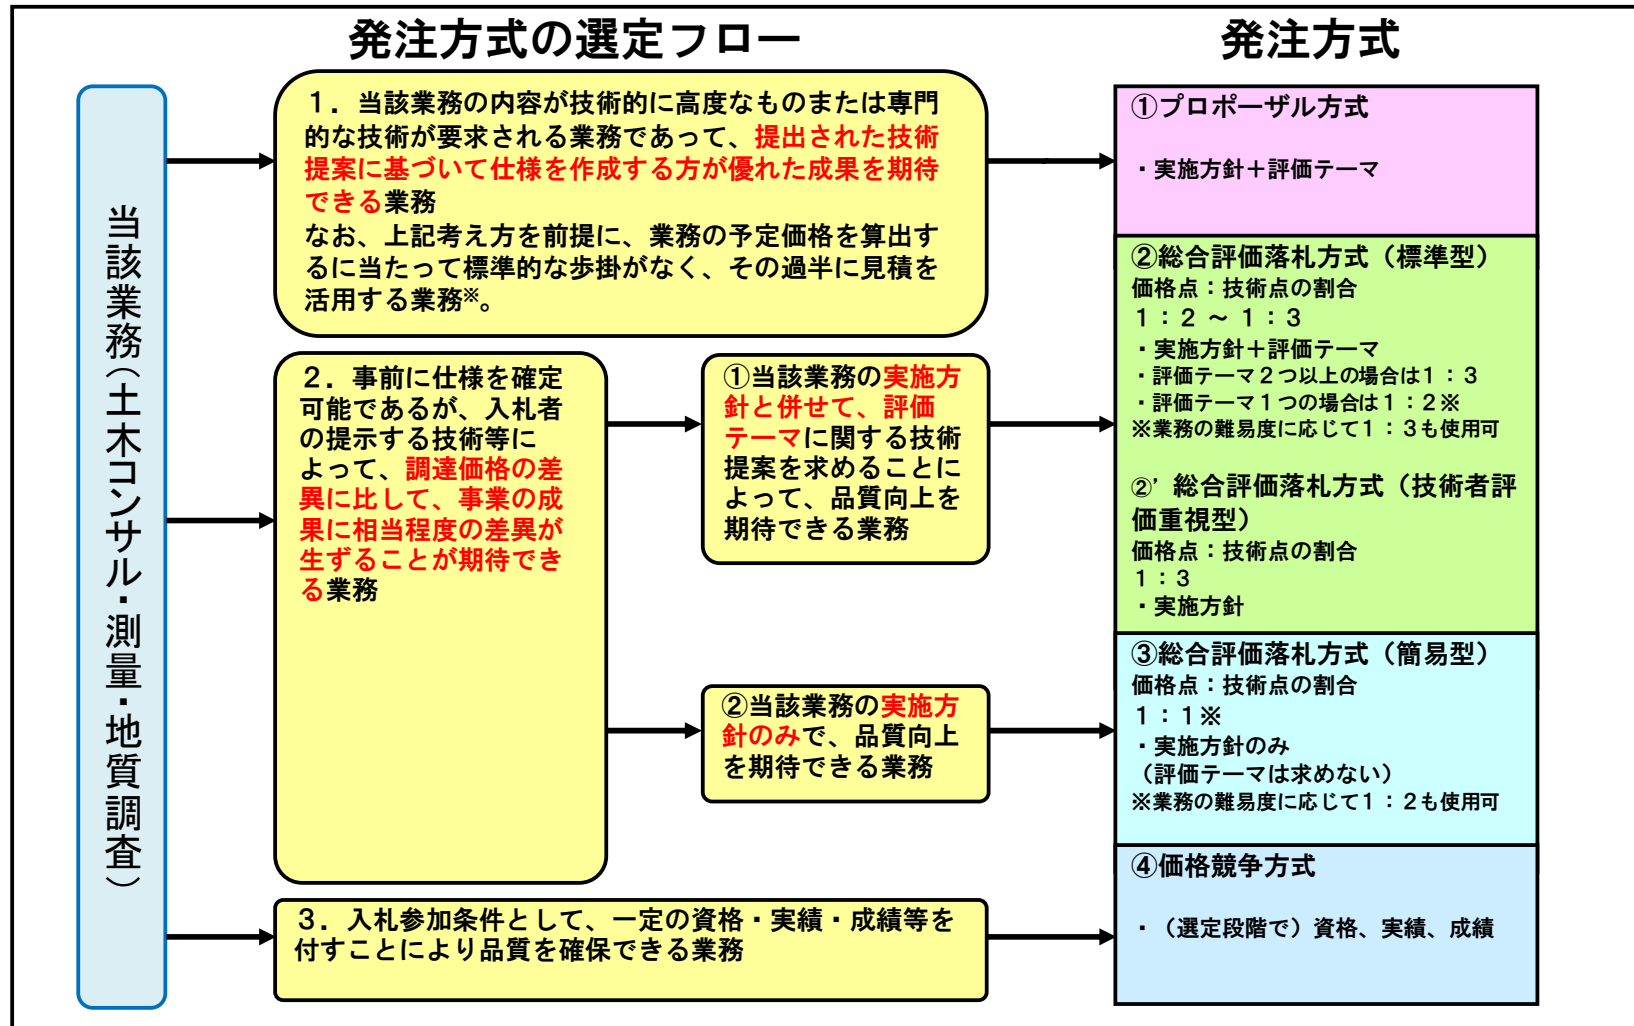 発注方式の選定フロー
発注方式
当該業務（土木コンサル・測量・地質調査）
１．当該業務の内容が技術的に高度なものまたは専門
的な技術が要求される業務であって、提出された技術
提案に基づいて仕様を作成する方が優れた成果を期待
できる業務
なお、上記考え方を前提に、業務の予定価格を算出す
るに当たって標準的な歩掛がなく、その過半に見積を
活用する業務※。
２．事前に仕様を確定
可能であるが、入札者
の提示する技術等に
よって、調達価格の差
異に比して、事業の成
果に相当程度の差異が
生ずることが期待でき
る業務
①当該業務の実施方
針と併せて、評価
テーマに関する技術
提案を求めることに
よって、品質向上を
期待できる業務
②当該業務の実施方
針のみで、品質向上
を期待できる業務
３．入札参加条件として、一定の資格・実績・成績等を
付すことにより品質を確保できる業務
①プロポーザル方式
・実施方針＋評価テーマ
②総合評価落札方式（標準型）
価格点：技術点の割合
１：２ ～ １：３
・実施方針＋評価テーマ
・評価テーマ２つ以上の場合は１：３
・評価テーマ１つの場合は１：２※
※業務の難易度に応じて１：３も使用可
②’ 総合評価落札方式（技術者評
価重視型）
価格点：技術点の割合
１：３
・実施方針
③総合評価落札方式（簡易型）
価格点：技術点の割合
１：１※
・実施方針のみ
（評価テーマは求めない）
※業務の難易度に応じて１：２も使用可
④価格競争方式
・（選定段階で）資格、実績、成績